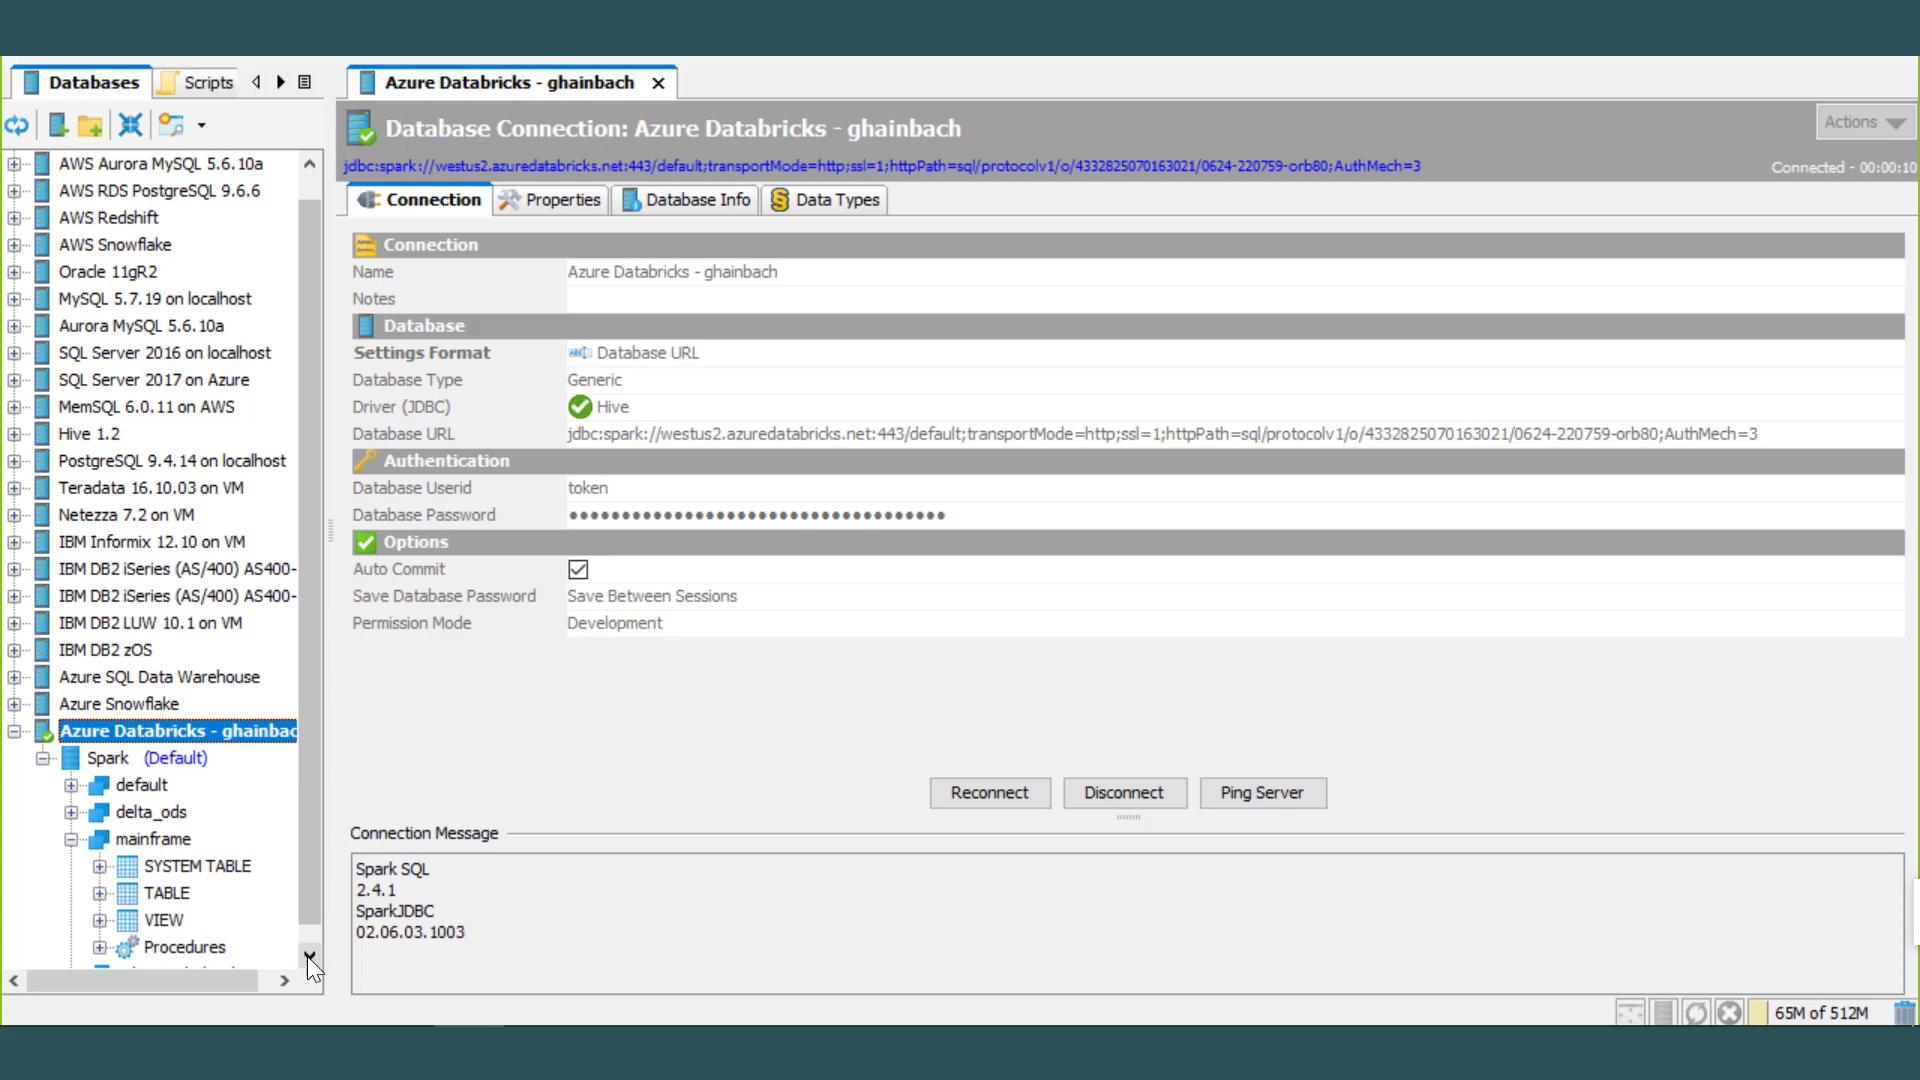 Databases
Scripts
Azure Databricks - ghainbach
Database Connection: Azure Databricks - ghainbach
Actions
jdbc:spark://westus2.azuredatabricks.net:443/default;transportMode=http;ssl=1;httpPath=sql/protocolv1/o/4332825070163021/0624-220759-orb80;AuthMech=3
Connected - 00:00:10
AWS Aurora MySQL 5.6.10a
AWS RDS PostgreSQL 9.6.6
AWS Redshift
AWS Snowflake
Oracle 11gR2
MySQL 5.7.19 on localhost
Aurora MySQL 5.6.10a
SQL Server 2016 on localhost
SQL Server 2017 on Azure
MemSQL 6.0.11 on AWS
Hive 1.2
PostgreSQL 9.4.14 on localhost
Teradata 16.10.03 on VM
Netezza 7.2 on VM
IBM Informix 12.10 on VM
IBM DB2 iSeries (AS/400) AS400-
IBM DB2 iSeries (AS/400) AS400-
IBM DB2 LUW 10.1 on VM
IBM DB2 zOS
Azure SQL Data Warehouse
Azure Snowflake
Azure Databricks - ghainbac
Spark (Default)
default
delta_ods
mainframe
SYSTEM TABLE
TABLE
VIEW
Procedures
Connection
Properties
Database Info
Data Types
Connection
Name Azure Databricks - ghainbach
Notes
Database
Settings Format Database URL
Database Type Generic
Driver (JDBC) Hive
Database URL jdbc:spark://westus2.azuredatabricks.net:443/default;transportMode=http;ssl=1;httpPath=sql/protocolv1/o/4332825070163021/0624-220759-orb80;AuthMech=3
Authentication
Database Userid token
Database Password
Options
Auto Commit
Save Database Password Save Between Sessions
Permission Mode Development
Reconnect
Disconnect
Ping Server
Connection Message
Spark SQL
2.4.1
SparkJDBC
02.06.03.1003
65M of 512M